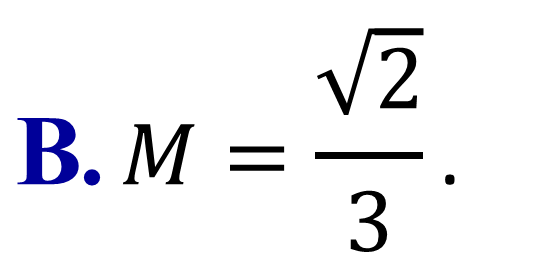 B. M = √2/3.